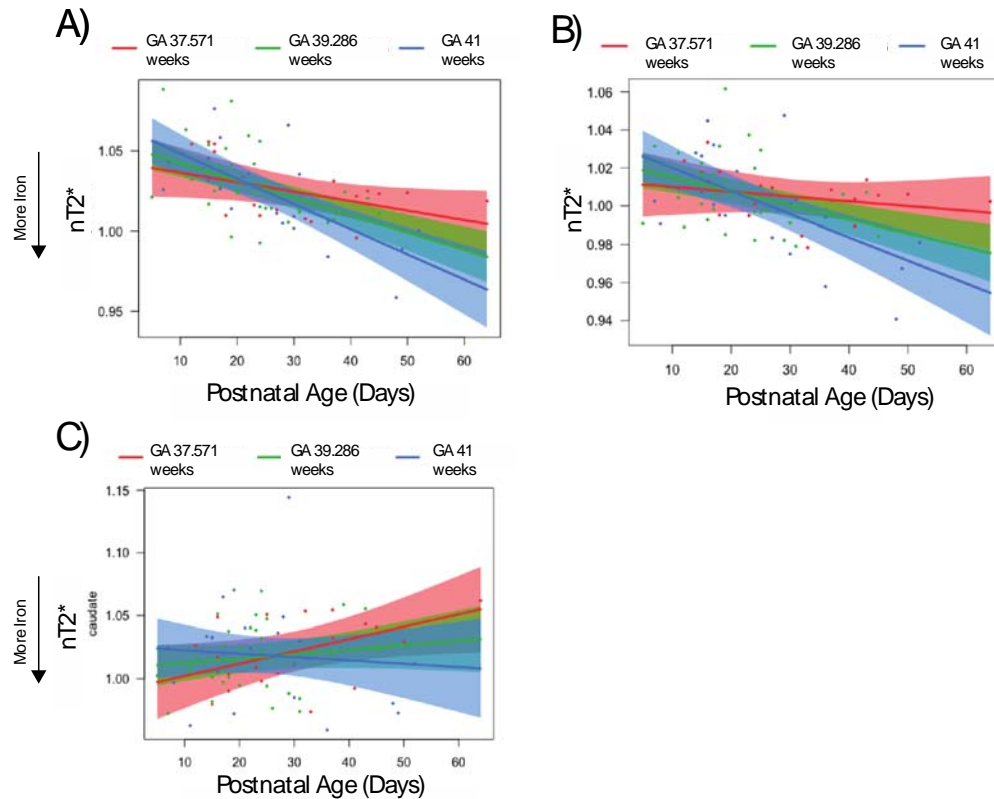 A)
GA 37.571 weeks
GA 39.286 weeks
GA 41 weeks
More Iron
nT2*
1.05
1.00
0.95
10 20 30 40 50 60
Postnatal Age (Days)
B)
GA 37.571 weeks
GA 39.286 weeks
GA 41 weeks
nT2*
1.06
1.04
1.02
1.00
0.98
0.96
0.94
10 20 30 40 50 60
Postnatal Age (Days)
C)
GA 37.571 weeks
GA 39.286 weeks
GA 41 weeks
More Iron
nT2*
caudate
1.15
1.10
1.05
1.00
10 20 30 40 50 60
Postnatal Age (Days)